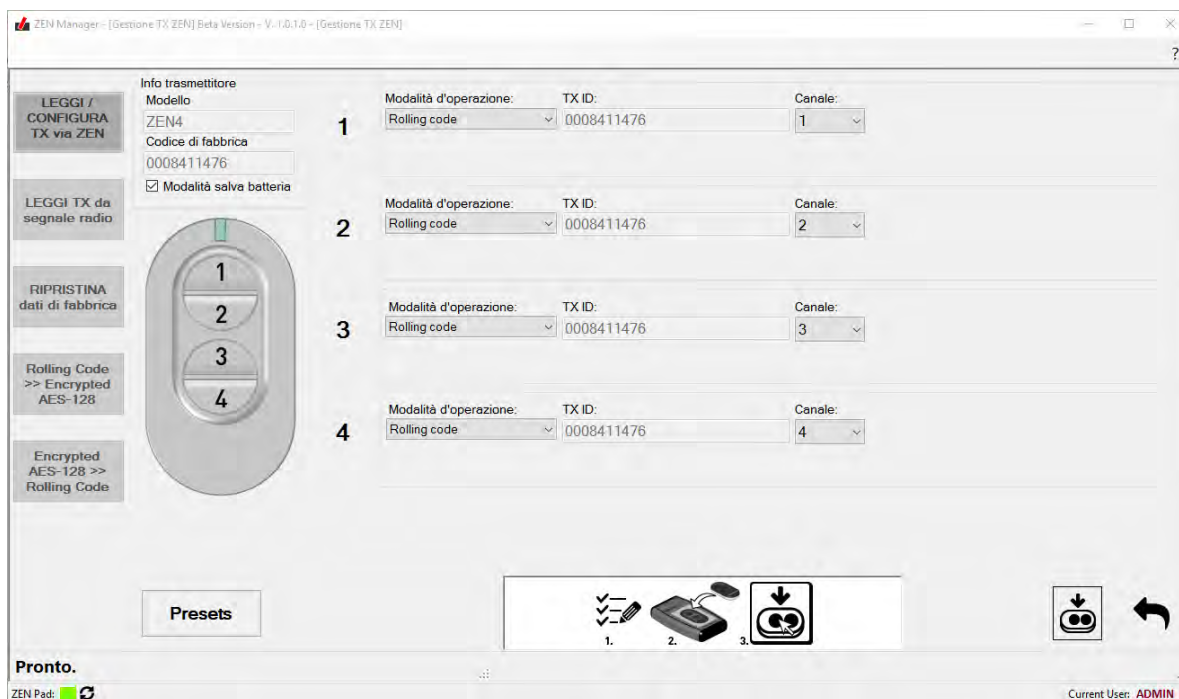 ZEN Manager - [Gestione TX ZEN] Beta Version - V. 1.0.1.0 - [Gestione TX ZEN]
?
LEGGI /
CONFIGURA
TX via ZEN
LEGGI TX da
segnale radio
RIPRISTINA
dati di fabbrica
Rolling Code
>> Encrypted
AES-128
Encrypted
AES-128 >>
Rolling Code
Info trasmettitore
Modello
ZEN4
Codice di fabbrica
0008411476
Modalità salva batteria
1
2
3
4
1
Modalità d'operazione: TX ID: Canale:
Rolling code 0008411476 1
2
Modalità d'operazione: TX ID: Canale:
Rolling code 0008411476 2
3
Modalità d'operazione: TX ID: Canale:
Rolling code 0008411476 3
4
Modalità d'operazione: TX ID: Canale:
Rolling code 0008411476 4
Presets
1. 2. 3.
Pronto.
ZEN Pad: Current User: ADMIN